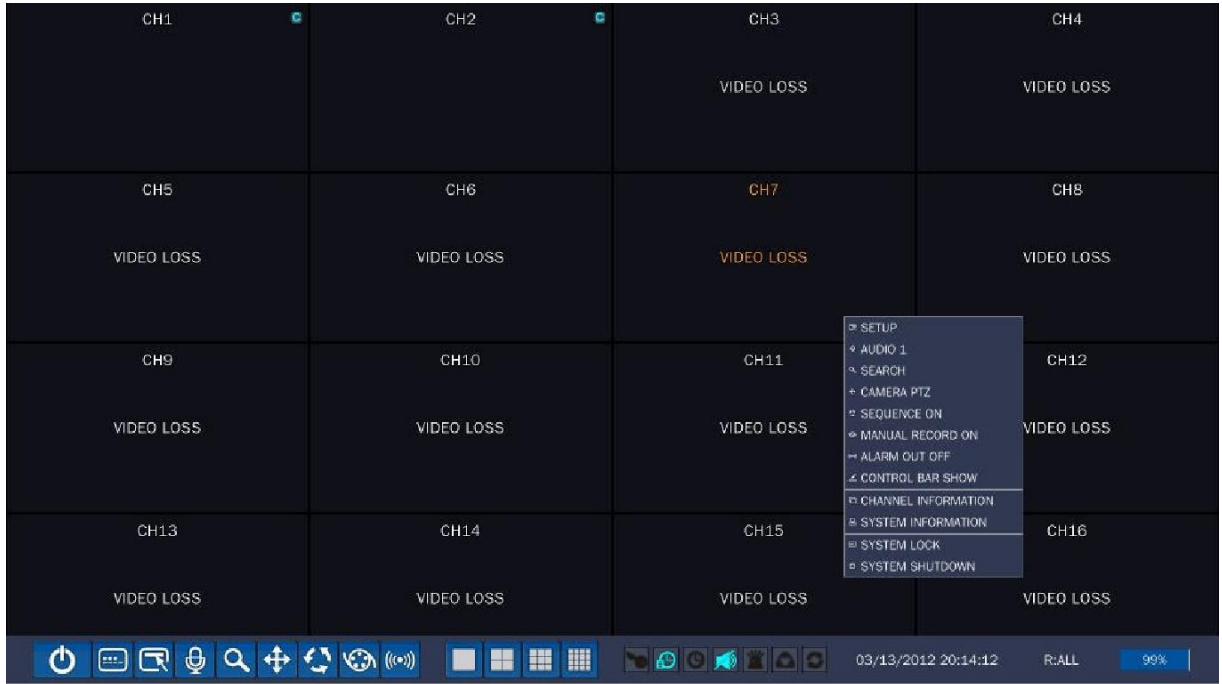 CH1 C CH2 C CH3 CH4
VIDEO LOSS VIDEO LOSS
CH5 CH6 CH7 CH8
VIDEO LOSS VIDEO LOSS VIDEO LOSS VIDEO LOSS
SETUP
AUDIO 1
SEARCH
CAMERA PTZ
SEQUENCE ON
MANUAL RECORD ON
ALARM OUT OFF
CONTROL BAR SHOW
CHANNEL INFORMATION
SYSTEM INFORMATION
SYSTEM LOCK
SYSTEM SHUTDOWN
CH9 CH10 CH11 CH12
VIDEO LOSS VIDEO LOSS VIDEO LOSS VIDEO LOSS
CH13 CH14 CH15 CH16
VIDEO LOSS VIDEO LOSS VIDEO LOSS VIDEO LOSS
03/13/2012 20:14:12 R:ALL 99%